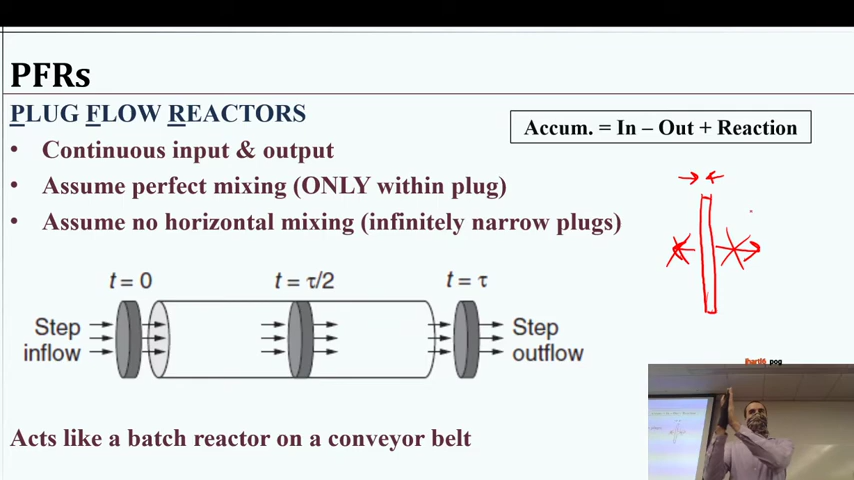 PFRs
PLUG FLOW REACTORS
Accum. = In – Out + Reaction
• Continuous input & output
• Assume perfect mixing (ONLY within plug)
• Assume no horizontal mixing (infinitely narrow plugs)
t = 0
t = τ/2
t = τ
Step
inflow
Step
outflow
Acts like a batch reactor on a conveyor belt